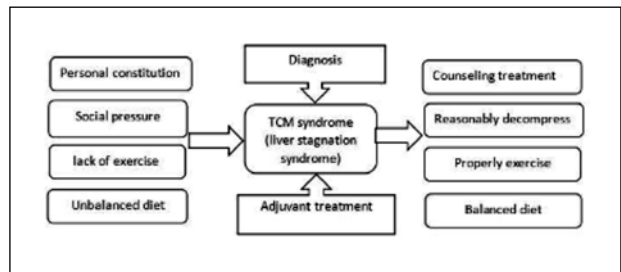 Personal constitution
Social pressure
lack of exercise
Unbalanced diet
Diagnosis
TCM syndrome
(liver stagnation
syndrome)
Adjuvant treatment
Counseling treatment
Reasonably decompress
Properly exercise
Balanced diet